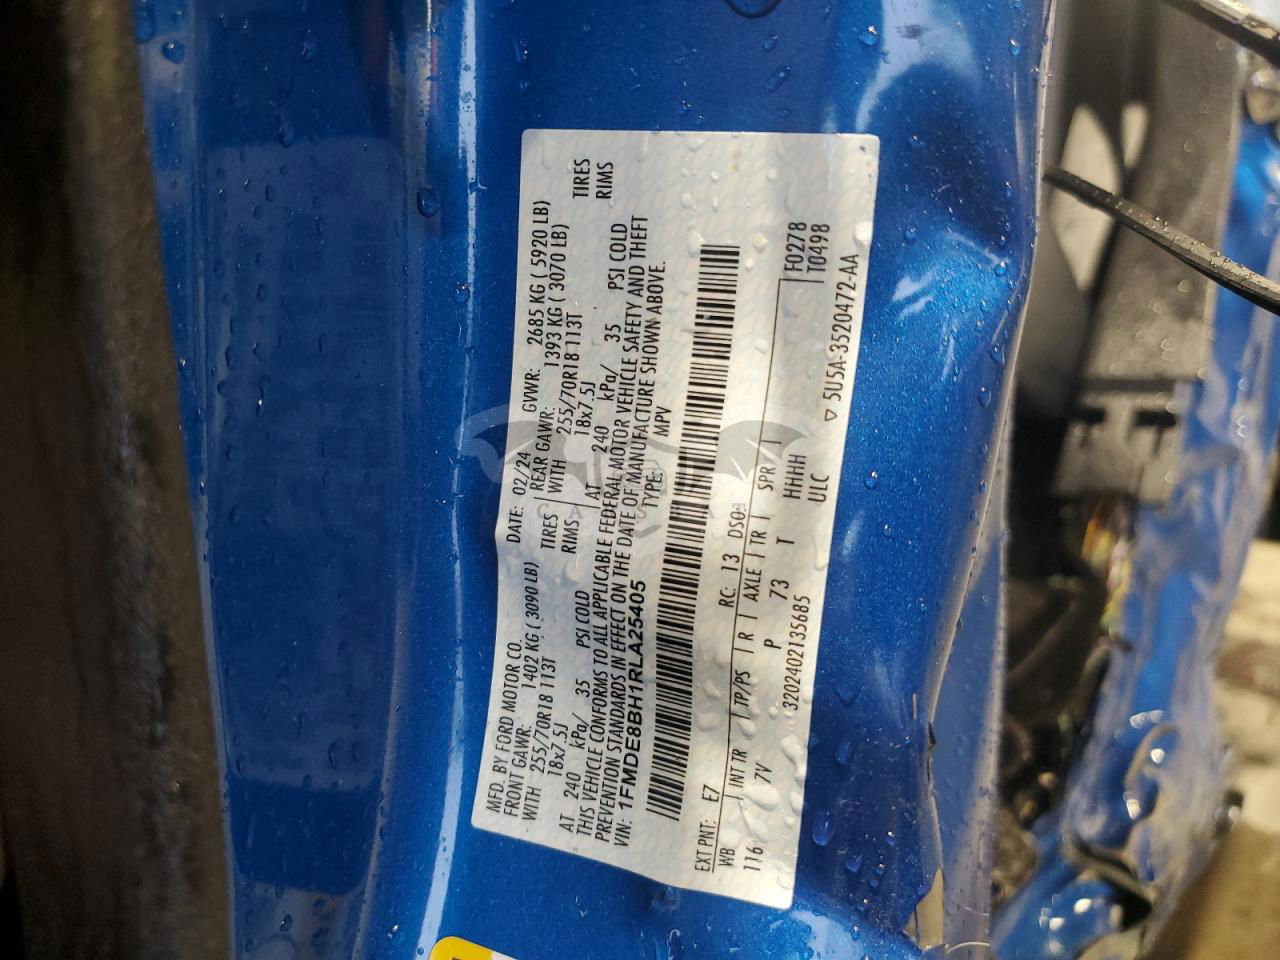 MFD. BY FORD MOTOR CO.
DATE: 02/24 GVWR: 2685 KG ( 5920 LB)
FRONT GAWR: 1402 KG ( 3090 LB) REAR GAWR: 1393 KG ( 3070 LB)
WITH 255/70R18 113T TIRES WITH 255/70R18 113T TIRES
18x7.5J RIMS 18x7.5J RIMS
AT 240 kPa/ 35 PSI COLD AT 240 kPa/ 35 PSI COLD
THIS VEHICLE CONFORMS TO ALL APPLICABLE FEDERAL MOTOR VEHICLE SAFETY AND THEFT
PREVENTION STANDARDS IN EFFECT ON THE DATE OF MANUFACTURE SHOWN ABOVE.
VIN: 1FMDE8BH1RLA25405 TYPE: MPV
EXT PNT: E7 RC: 13 DSO:
WB INT TR TP/PS R AXLE TR SPR F0278
116 7V P 73 T HHHH T0498
3202402135685 ULC ▽ 5U5A-3520472-AA